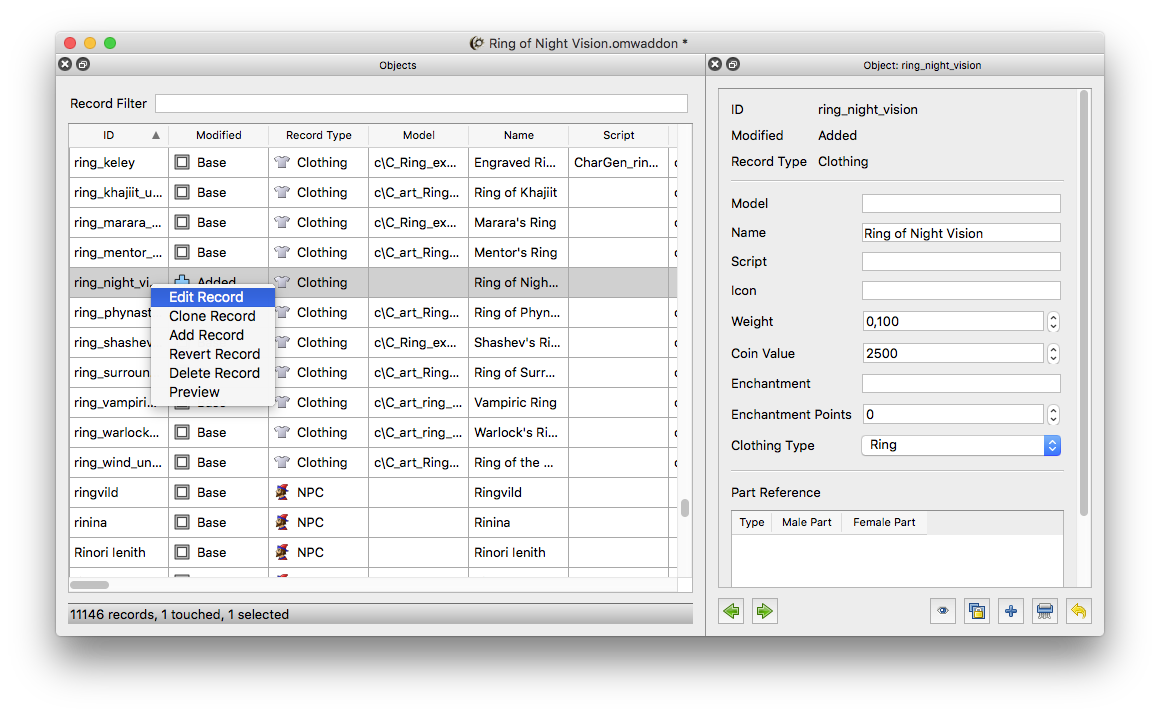 Ring of Night Vision.omwaddon *
Objects
Record Filter
ID Modified Record Type Model Name Script
ring_keley Base Clothing c\C_Ring_ex... Engraved Ri... CharGen_rin...
ring_khajiit_u... Base Clothing c\C_art_Ring... Ring of Khajiit
ring_marara_... Base Clothing c\C_Ring_ex... Marara's Ring
ring_mentor_... Base Clothing c\C_art_Ring... Mentor's Ring
ring_night_vi... Added Clothing Ring of Nigh...
Edit Record
Clone Record
Add Record
Revert Record
Delete Record
Preview
ring_phynast Clothing c\C_art_Ring... Ring of Phyn...
ring_shashev Clothing c\C_Ring_ex... Shashev's Ri...
ring_surroun Clothing c\C_art_Ring... Ring of Surr...
ring_vampiri... Base Clothing c\C_art_ring_... Vampiric Ring
ring_warlock... Base Clothing c\C_art_ring_... Warlock's Ri...
ring_wind_un... Base Clothing c\C_art_Ring... Ring of the ...
ringvild Base NPC Ringvild
rinina Base NPC Rinina
Rinori Ienith Base NPC Rinori Ienith
11146 records, 1 touched, 1 selected
Object: ring_night_vision
ID ring_night_vision
Modified Added
Record Type Clothing
Model
Name Ring of Night Vision
Script
Icon
Weight 0,100
Coin Value 2500
Enchantment
Enchantment Points 0
Clothing Type Ring
Part Reference
Type Male Part Female Part